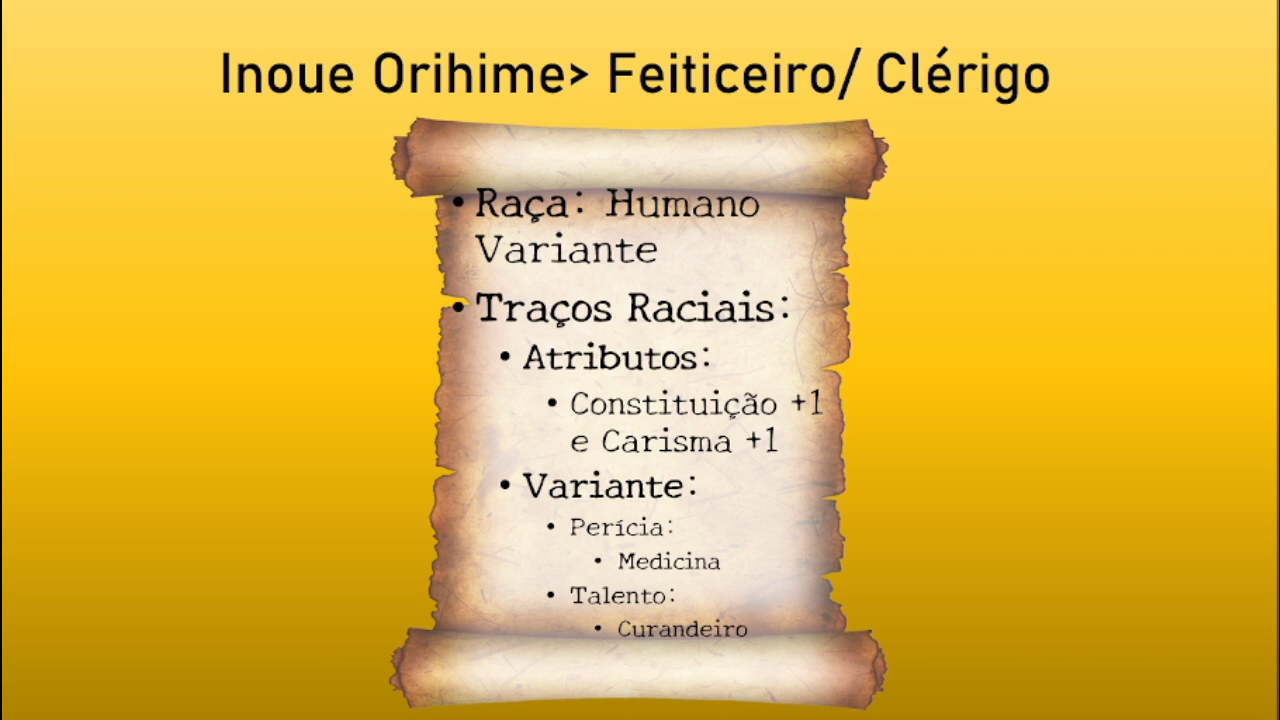 Inoue Orihime> Feiticeiro/ Clérigo
• Raça: Humano
Variante
• Traços Raciais:
• Atributos:
• Constituição +1
e Carisma +1
• Variante:
• Perícia:
• Medicina
• Talento:
• Curandeiro